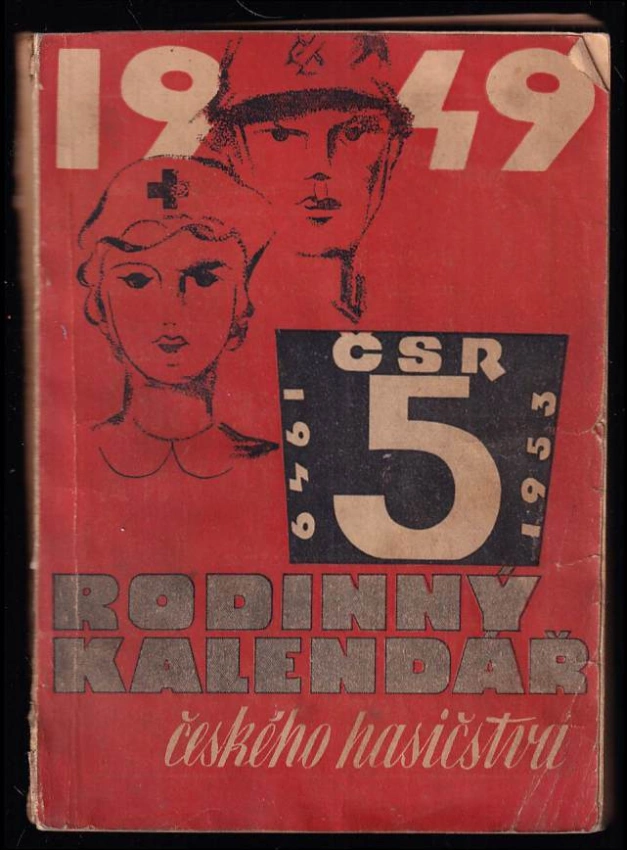 1949
ČSR
1949
5
1953
RODINNÝ
KALENDÁŘ
českého hasičstva